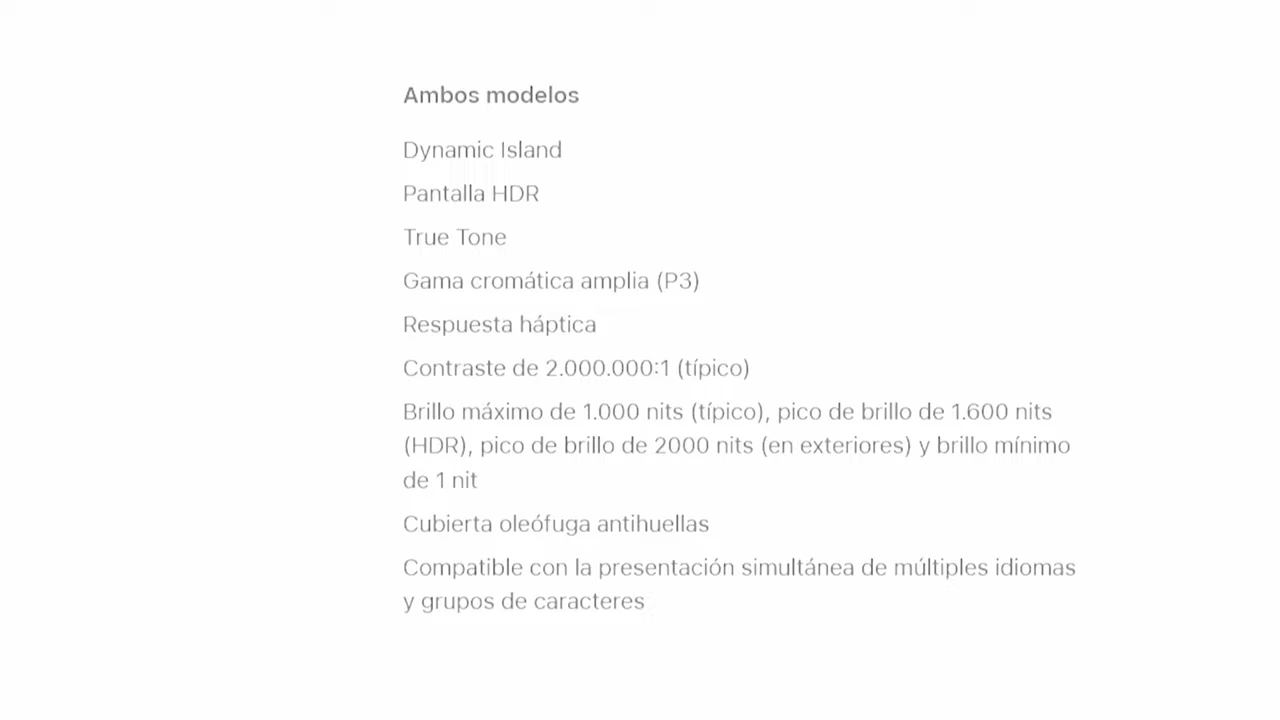 Ambos modelos
Dynamic Island
Pantalla HDR
True Tone
Gama cromática amplia (P3)
Respuesta háptica
Contraste de 2.000.000:1 (típico)
Brillo máximo de 1.000 nits (típico), pico de brillo de 1.600 nits
(HDR), pico de brillo de 2000 nits (en exteriores) y brillo mínimo
de 1 nit
Cubierta oleófuga antihuellas
Compatible con la presentación simultánea de múltiples idiomas
y grupos de caracteres